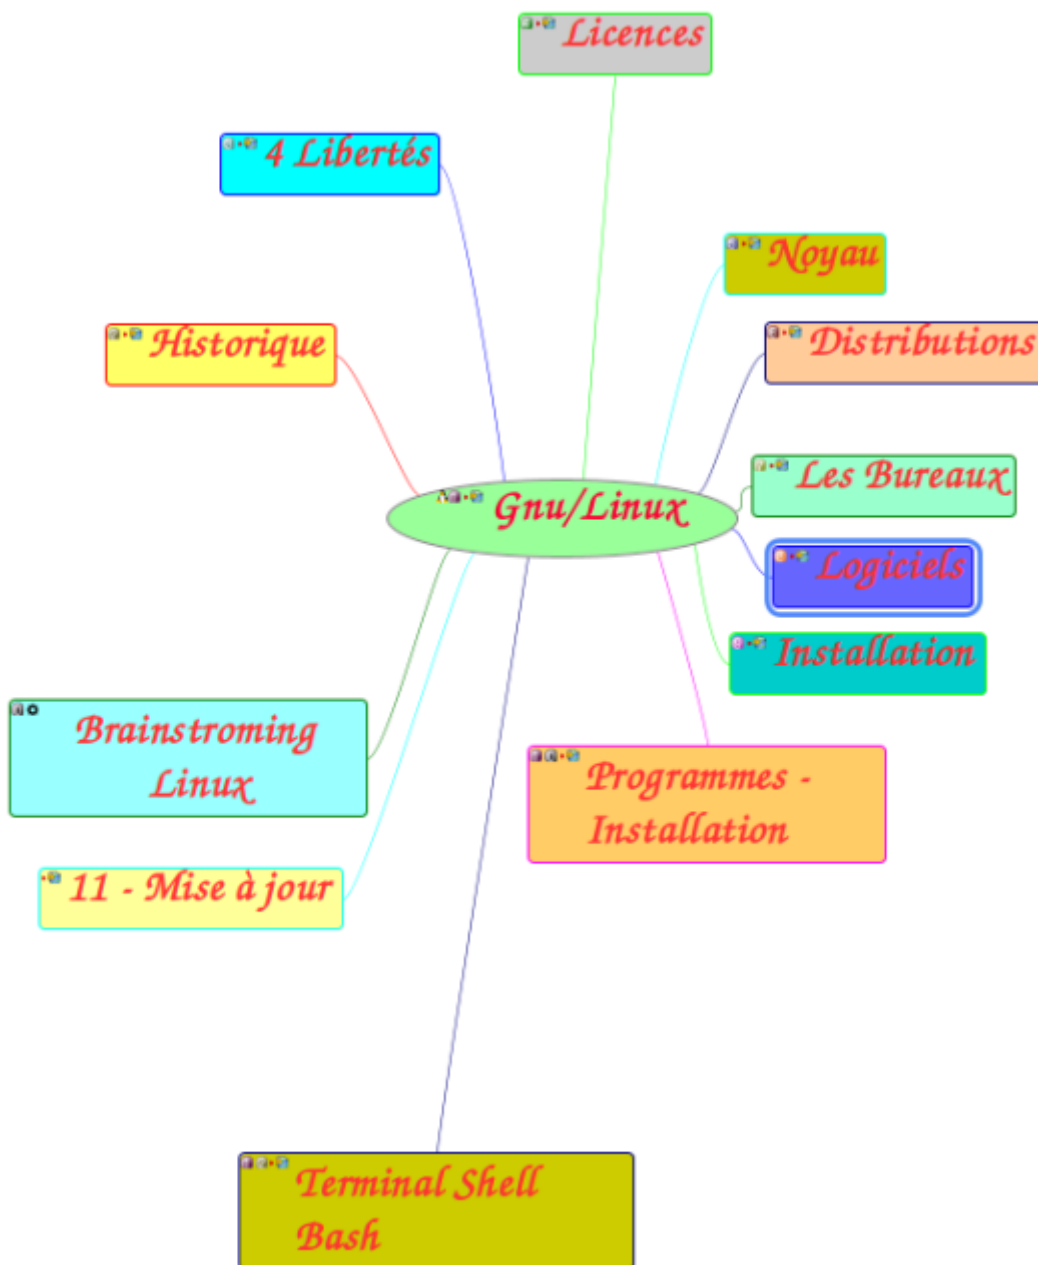 Licences
4 Libertés
Noyau
Historique
Distributions
Les Bureaux
Gnu/Linux
Logiciels
Installation
Brainstroming
Linux
Programmes -
Installation
11 - Mise à jour
Terminal Shell
Bash